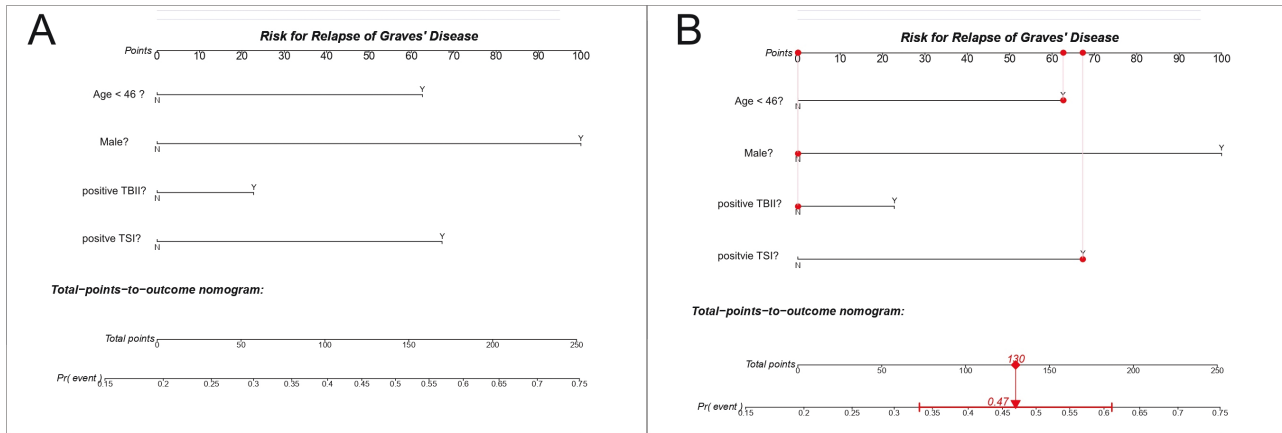 A
Risk for Relapse of Graves' Disease
Points 0 10 20 30 40 50 60 70 80 90 100
Age < 46 ? N Y
Male? N Y
positive TBII? N Y
positve TSI? N Y
Total−points−to−outcome nomogram:
Total points 0 50 100 150 200 250
Pr( event ) 0.15 0.2 0.25 0.3 0.35 0.4 0.45 0.5 0.55 0.6 0.65 0.7 0.75
B
Risk for Relapse of Graves' Disease
Points 0 10 20 30 40 50 60 70 80 90 100
Age < 46? N Y
Male? N Y
positive TBII? N Y
positvie TSI? N Y
Total−points−to−outcome nomogram:
130
Total points 0 50 100 150 200 250
0.47
Pr( event ) 0.15 0.2 0.25 0.3 0.35 0.4 0.45 0.5 0.55 0.6 0.65 0.7 0.75